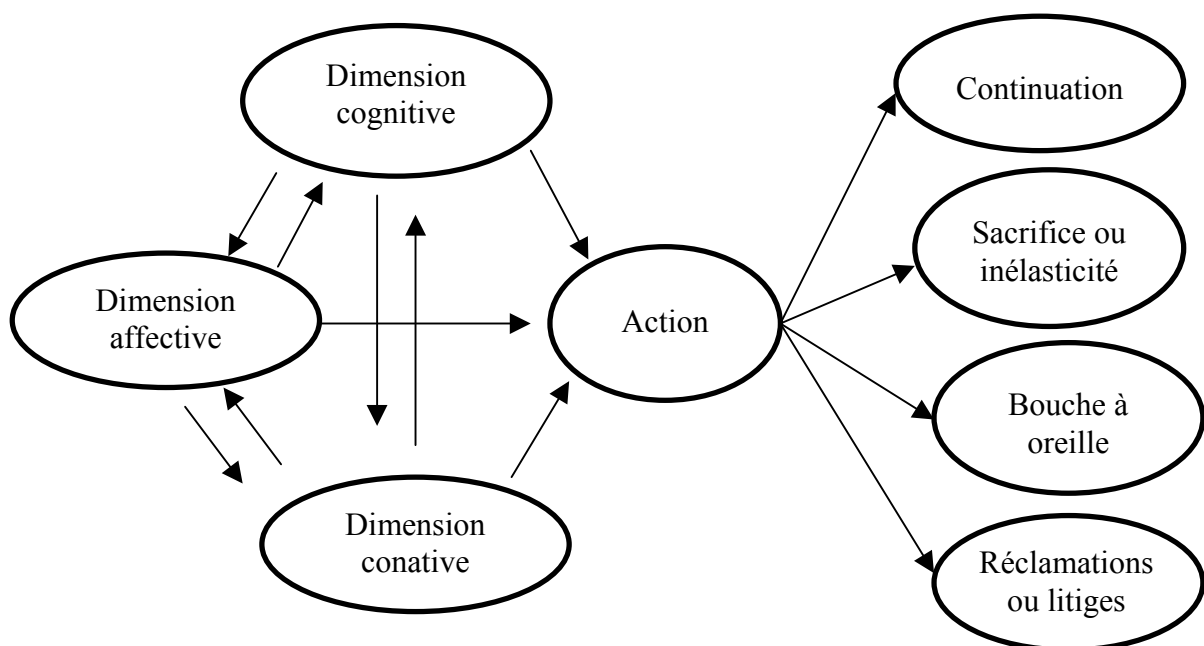 Dimension
cognitive
Continuation
Sacrifice ou
inélasticité
Dimension
affective
Action
Bouche à
oreille
Dimension
conative
Réclamations
ou litiges